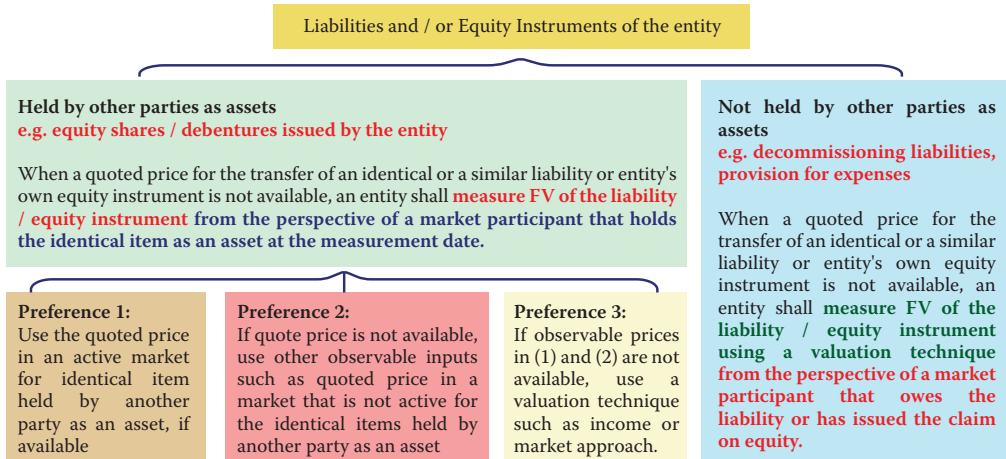 Liabilities and / or Equity Instruments of the entity
Held by other parties as assets
e.g. equity shares / debentures issued by the entity
When a quoted price for the transfer of an identical or a similar liability or entity's
own equity instrument is not available, an entity shall measure FV of the liability
/ equity instrument from the perspective of a market participant that holds
the identical item as an asset at the measurement date.
Not held by other parties as
assets
e.g. decommissioning liabilities,
provision for expenses
When a quoted price for the
transfer of an identical or a similar
liability or entity's own equity
instrument is not available, an
entity shall measure FV of the
liability / equity instrument
using a valuation technique
from the perspective of a market
participant that owes the
liability or has issued the claim
on equity.
Preference 1:
Use the quoted price
in an active market
for identical item
held by another
party as an asset, if
available
Preference 2:
If quote price is not available,
use other observable inputs
such as quoted price in a
market that is not active for
the identical items held by
another party as an asset
Preference 3:
If observable prices
in (1) and (2) are not
available, use a
valuation technique
such as income or
market approach.